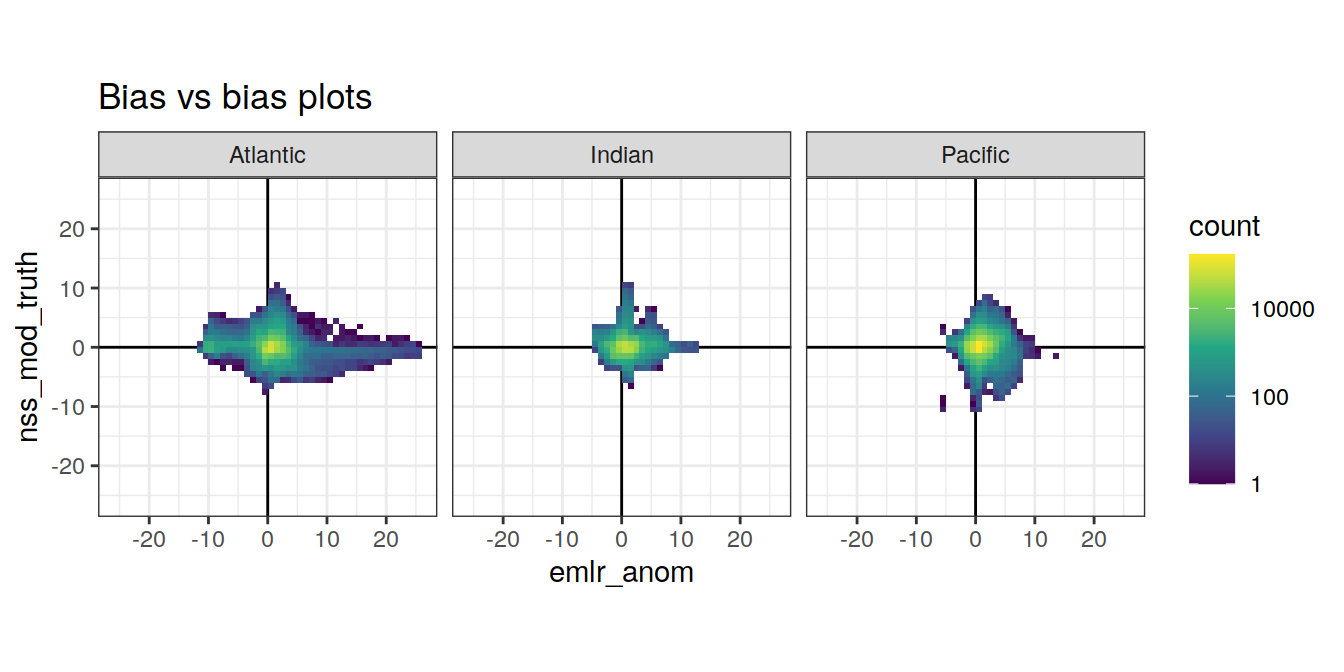 Bias vs bias plots
Atlantic Indian Pacific
nss_mod_truth
20
10
0
-10
-20
-20 -10 0 10 20 -20 -10 0 10 20 -20 -10 0 10 20
emlr_anom
count
10000
100
1